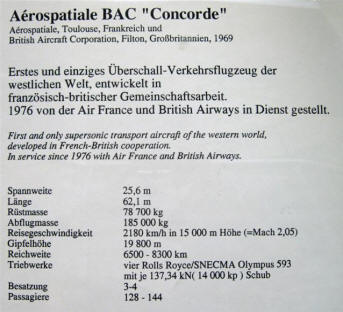 Aérospatiale BAC "Concorde"
Aérospatiale, Toulouse, Frankreich und
British Aircraft Corporation, Filton, Großbritannien, 1969
Erstes und einziges Überschall-Verkehrsflugzeug der
westlichen Welt, entwickelt in
französisch-britischer Gemeinschaftsarbeit.
1976 von der Air France und British Airways in Dienst gestellt.
First and only supersonic transport aircraft of the western world,
developed in French-British cooperation.
In service since 1976 with Air France and British Airways.
Spannweite 25,6 m
Länge 62,1 m
Rüstmasse 78 700 kg
Abflugmasse 185 000 kg
Reisegeschwindigkeit 2180 km/h in 15 000 m Höhe (=Mach 2,05)
Gipfelhöhe 19 800 m
Reichweite 6500 - 8300 km
Triebwerke vier Rolls Royce/SNECMA Olympus 593
mit je 137,34 kN( 14 000 kp ) Schub
Besatzung 3-4
Passagiere 128 - 144